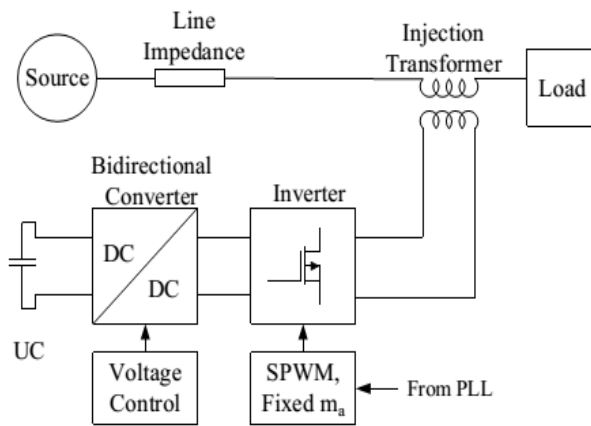 Line
Impedance
Injection
Transformer
Source
Load
Bidirectional
Converter
Inverter
DC
DC
UC
Voltage
Control
SPWM,
Fixed mₐ
From PLL